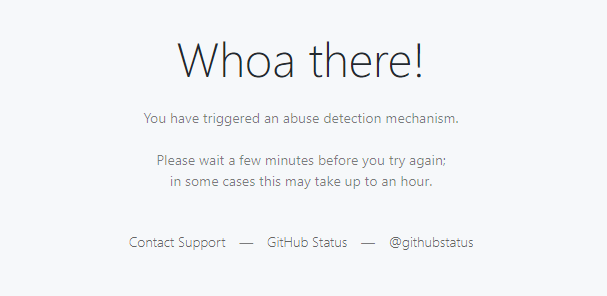 Whoa there!
You have triggered an abuse detection mechanism.
Please wait a few minutes before you try again;
in some cases this may take up to an hour.
Contact Support — GitHub Status — @githubstatus